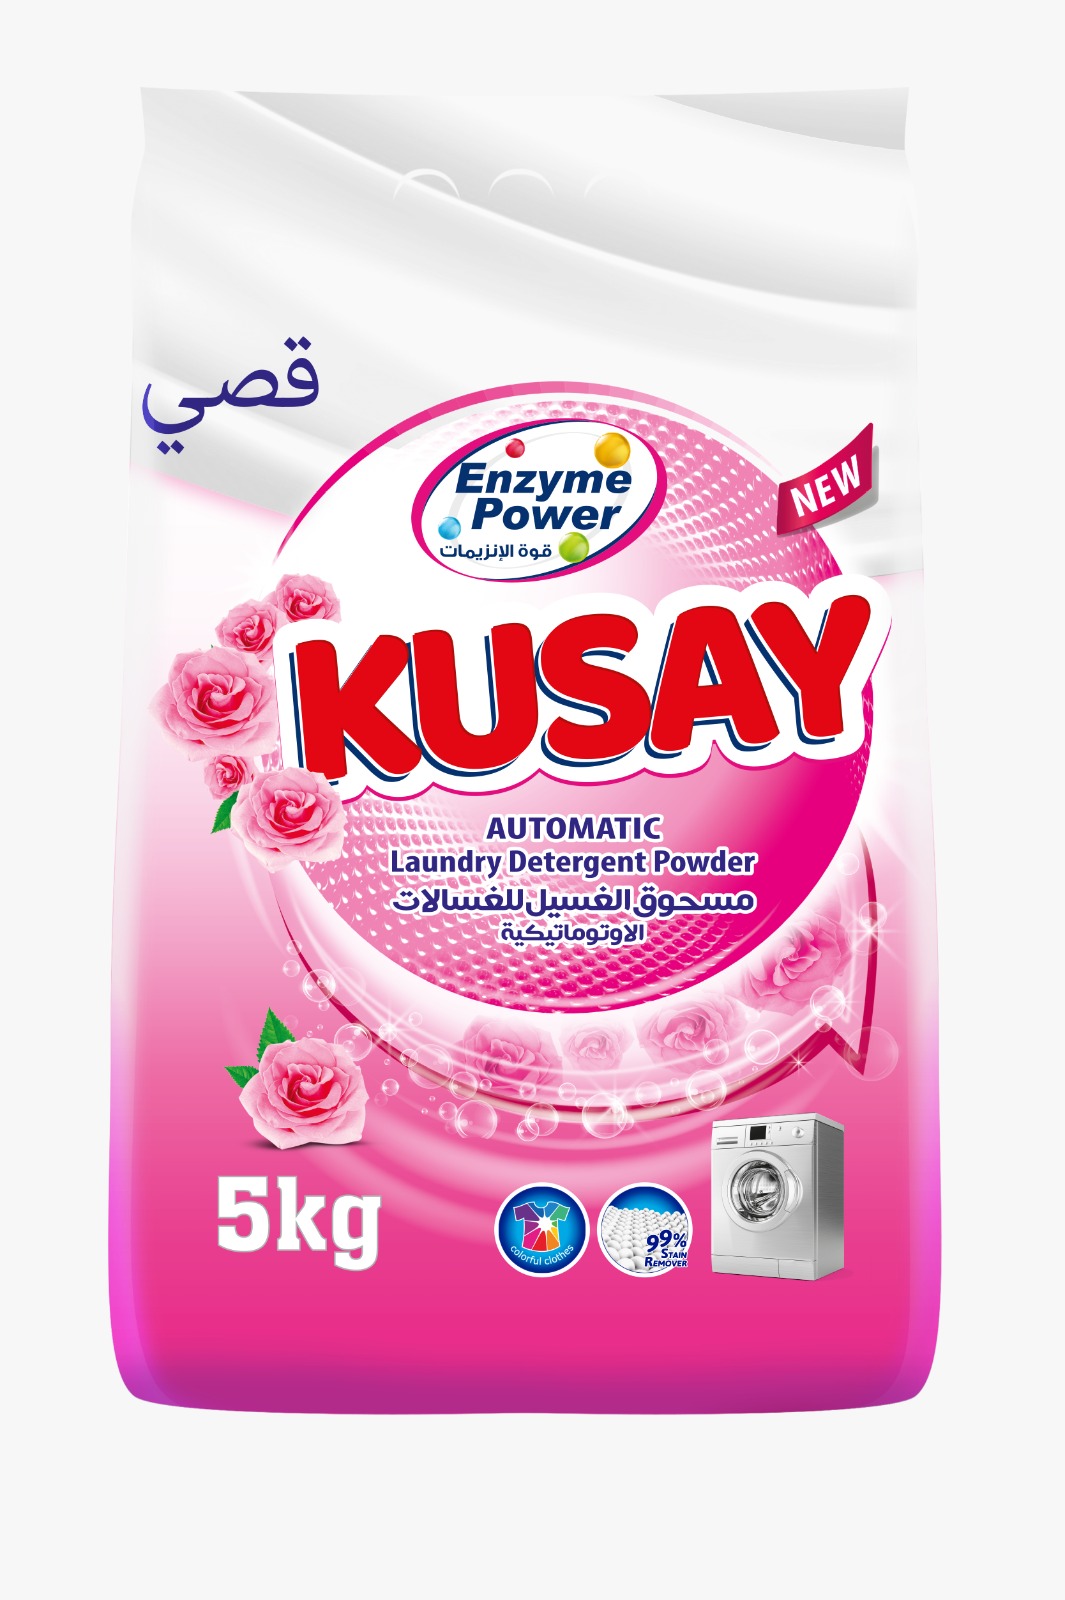 قصي
Enzyme
Power
قوة الإنزيمات
NEW
KUSAY
AUTOMATIC
Laundry Detergent Powder
مسحوق الغسيل للغسالات
الاوتوماتيكية
5kg
colorful clothes
99%
STAIN
REMOVER